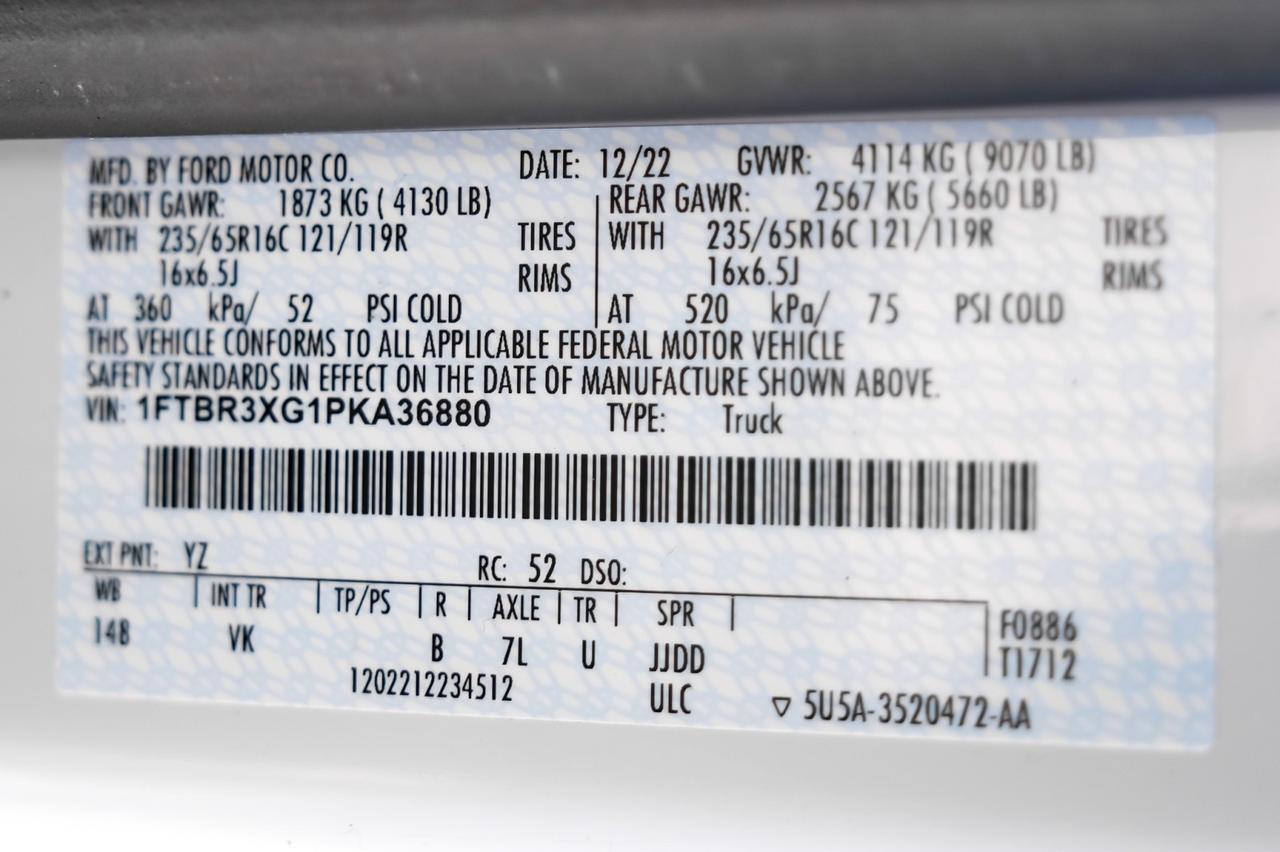 MFD. BY FORD MOTOR CO. DATE: 12/22 GVWR: 4114 KG ( 9070 LB)
FRONT GAWR: 1873 KG ( 4130 LB) REAR GAWR: 2567 KG ( 5660 LB)
WITH 235/65R16C 121/119R TIRES WITH 235/65R16C 121/119R TIRES
16x6.5J RIMS 16x6.5J RIMS
AT 360 kPa/ 52 PSI COLD AT 520 kPa/ 75 PSI COLD
THIS VEHICLE CONFORMS TO ALL APPLICABLE FEDERAL MOTOR VEHICLE
SAFETY STANDARDS IN EFFECT ON THE DATE OF MANUFACTURE SHOWN ABOVE.
VIN: 1FTBR3XG1PKA36880 TYPE: Truck
EXT PNT: YZ RC: 52 DSO:
WB INT TR TP/PS R AXLE TR SPR F0886
148 VK B 7L U JJDD T1712
1202212234512 ULC ▽ 5U5A-3520472-AA